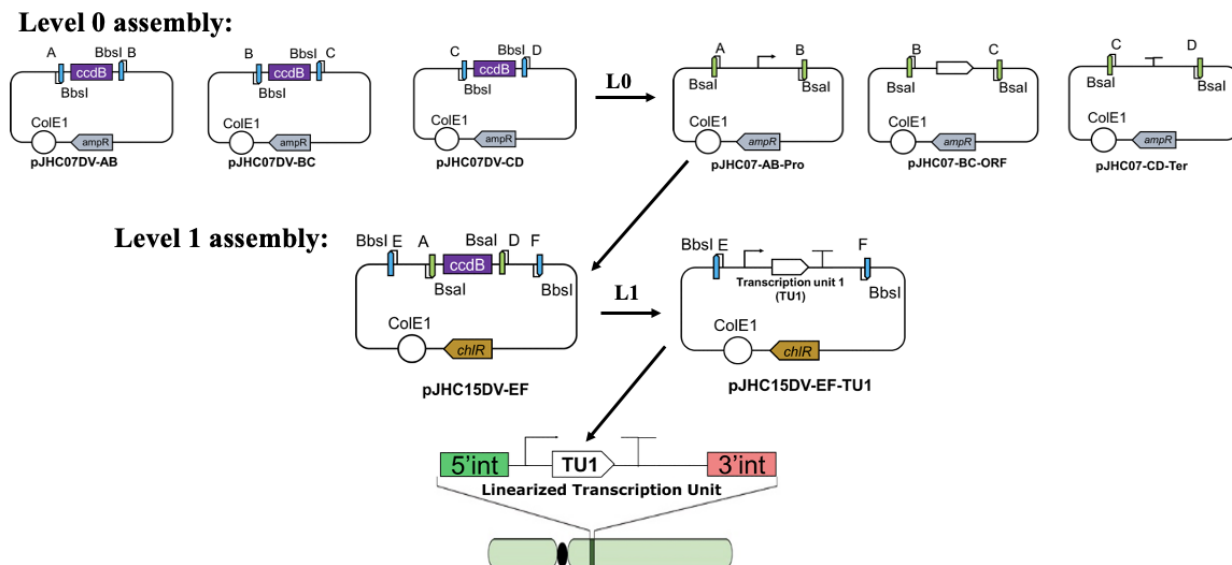 Level 0 assembly:
A BbsI B
ccdB
BbsI
ColE1
ampR
pJHC07DV-AB
B BbsI C
ccdB
BbsI
ColE1
ampR
pJHC07DV-BC
C BbsI D
ccdB
BbsI
ColE1
ampR
pJHC07DV-CD
L0
A B
BsaI BsaI
ColE1
ampR
pJHC07-AB-Pro
B C
BsaI BsaI
ColE1
ampR
pJHC07-BC-ORF
C D
BsaI BsaI
ColE1
ampR
pJHC07-CD-Ter
Level 1 assembly:
BbsI E A BsaI D F
ccdB
BsaI BbsI
ColE1
chlR
pJHC15DV-EF
L1
BbsI E F
Transcription unit 1
(TU1)
BbsI
ColE1
chlR
pJHC15DV-EF-TU1
5'int TU1 3'int
Linearized Transcription Unit